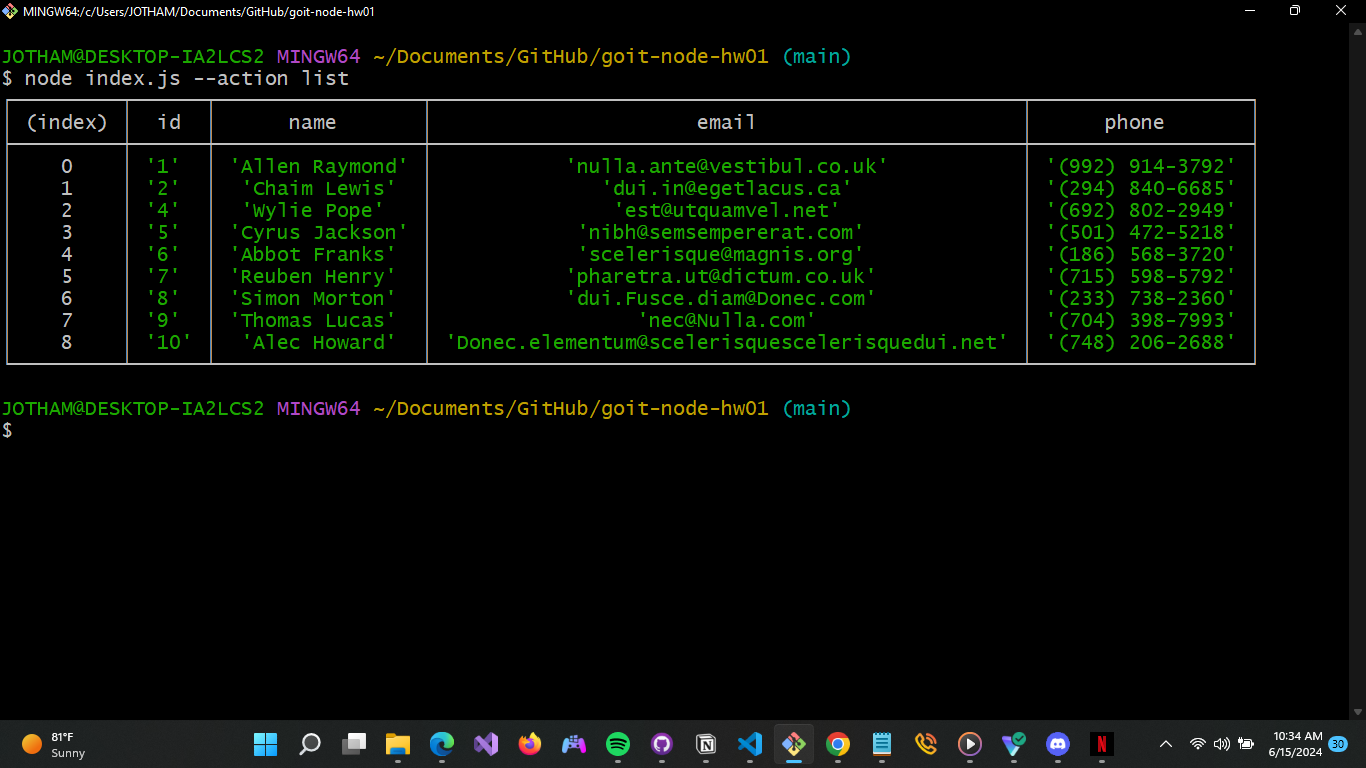 MINGW64:/c/Users/JOTHAM/Documents/GitHub/goit-node-hw01
JOTHAM@DESKTOP-IA2LCS2 MINGW64 ~/Documents/GitHub/goit-node-hw01 (main)
$ node index.js --action list
(index) id name email phone
0 '1' 'Allen Raymond' 'nulla.ante@vestibul.co.uk' '(992) 914-3792'
1 '2' 'Chaim Lewis' 'dui.in@egetlacus.ca' '(294) 840-6685'
2 '4' 'Wylie Pope' 'est@utquamvel.net' '(692) 802-2949'
3 '5' 'Cyrus Jackson' 'nibh@semsempererat.com' '(501) 472-5218'
4 '6' 'Abbot Franks' 'scelerisque@magnis.org' '(186) 568-3720'
5 '7' 'Reuben Henry' 'pharetra.ut@dictum.co.uk' '(715) 598-5792'
6 '8' 'Simon Morton' 'dui.Fusce.diam@Donec.com' '(233) 738-2360'
7 '9' 'Thomas Lucas' 'nec@Nulla.com' '(704) 398-7993'
8 '10' 'Alec Howard' 'Donec.elementum@scelerisquescelerisquedui.net' '(748) 206-2688'
JOTHAM@DESKTOP-IA2LCS2 MINGW64 ~/Documents/GitHub/goit-node-hw01 (main)
$
81°F
Sunny
10:34 AM
6/15/2024
30